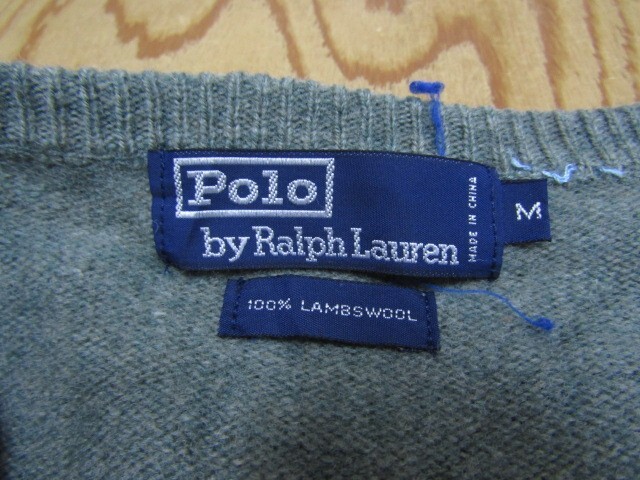 Polo
by Ralph Lauren
MADE IN CHINA
M
100% LAMBSWOOL